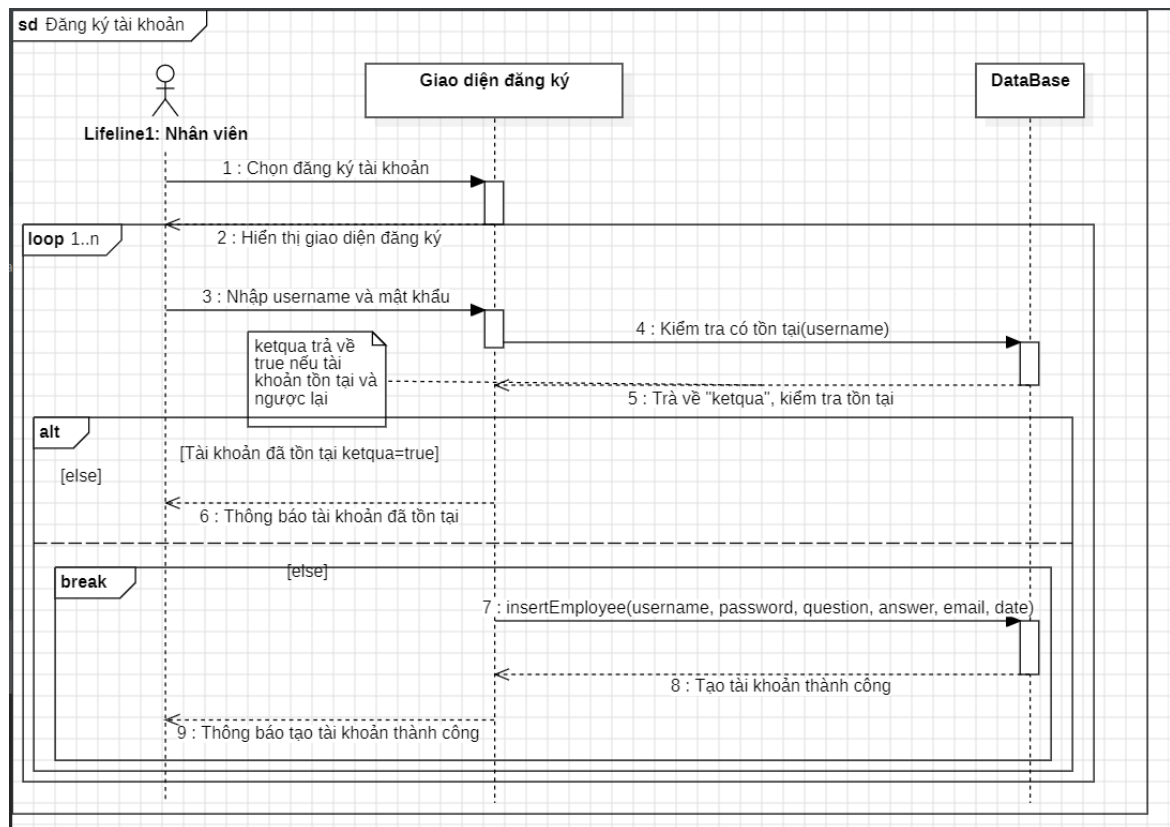 sd Đăng ký tài khoản
Giao diện đăng ký
DataBase
Lifeline1: Nhân viên
1 : Chọn đăng ký tài khoản
loop 1..n
2 : Hiển thị giao diện đăng ký
3 : Nhập username và mật khẩu
4 : Kiểm tra có tồn tại(username)
ketqua trả về
true nếu tài
khoản tồn tại và
ngược lại
5 : Trà về "ketqua", kiểm tra tồn tại
alt
[Tài khoản đã tồn tại ketqua=true]
[else]
6 : Thông báo tài khoản đã tồn tại
break
[else]
7 : insertEmployee(username, password, question, answer, email, date)
8 : Tạo tài khoản thành công
9 : Thông báo tạo tài khoản thành công